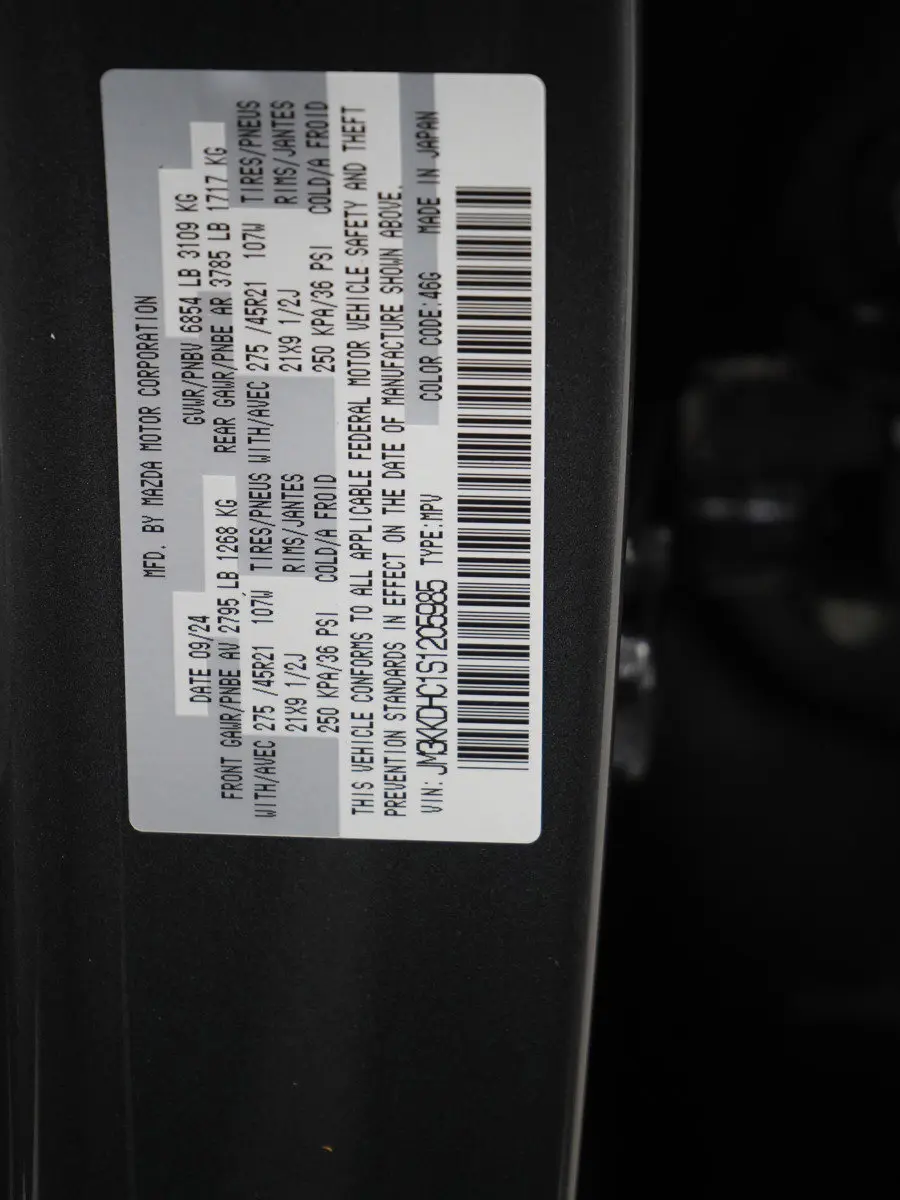 MFD. BY MAZDA MOTOR CORPORATION
DATE 09/24 GVWR/PNBV 6854 LB 3109 KG
FRONT GAWR/PNBE AV 2795 LB 1268 KG REAR GAWR/PNBE AR 3785 LB 1717 KG
WITH/AVEC 275 /45R21 107W TIRES/PNEUS WITH/AVEC 275 /45R21 107W TIRES/PNEUS
21X9 1/2J RIMS/JANTES 21X9 1/2J RIMS/JANTES
250 KPA/36 PSI COLD/A FROID 250 KPA/36 PSI COLD/A FROID
THIS VEHICLE CONFORMS TO ALL APPLICABLE FEDERAL MOTOR VEHICLE SAFETY AND THEFT
PREVENTION STANDARDS IN EFFECT ON THE DATE OF MANUFACTURE SHOWN ABOVE.
VIN: JM3KKDHC1S1205985 TYPE:MPV COLOR CODE:46G MADE IN JAPAN